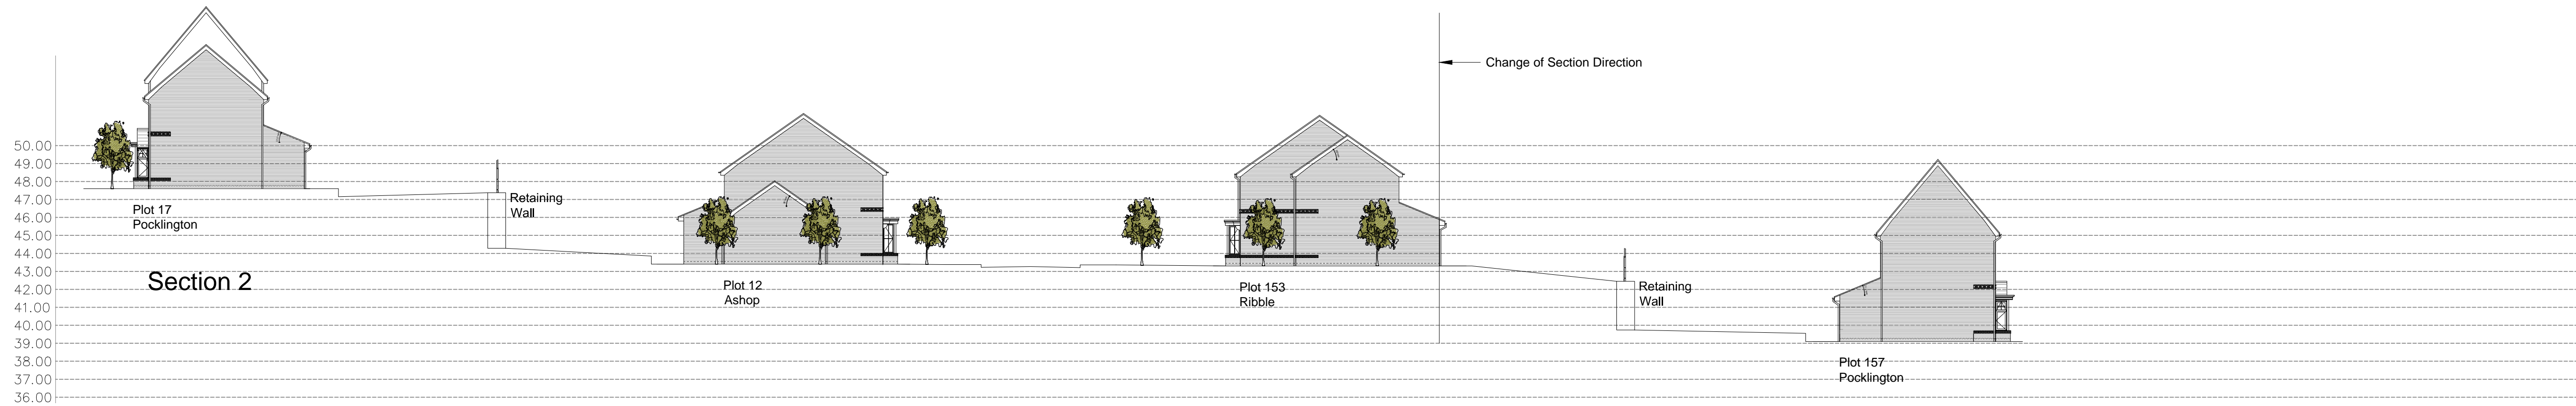 Change of Section Direction
50.00
49.00
48.00
47.00
46.00
45.00
44.00
43.00
42.00
41.00
40.00
39.00
38.00
37.00
36.00
Plot 17
Pocklington
Retaining
Wall
Section 2
Plot 12
Ashop
Plot 153
Ribble
Retaining
Wall
Plot 157
Pocklington